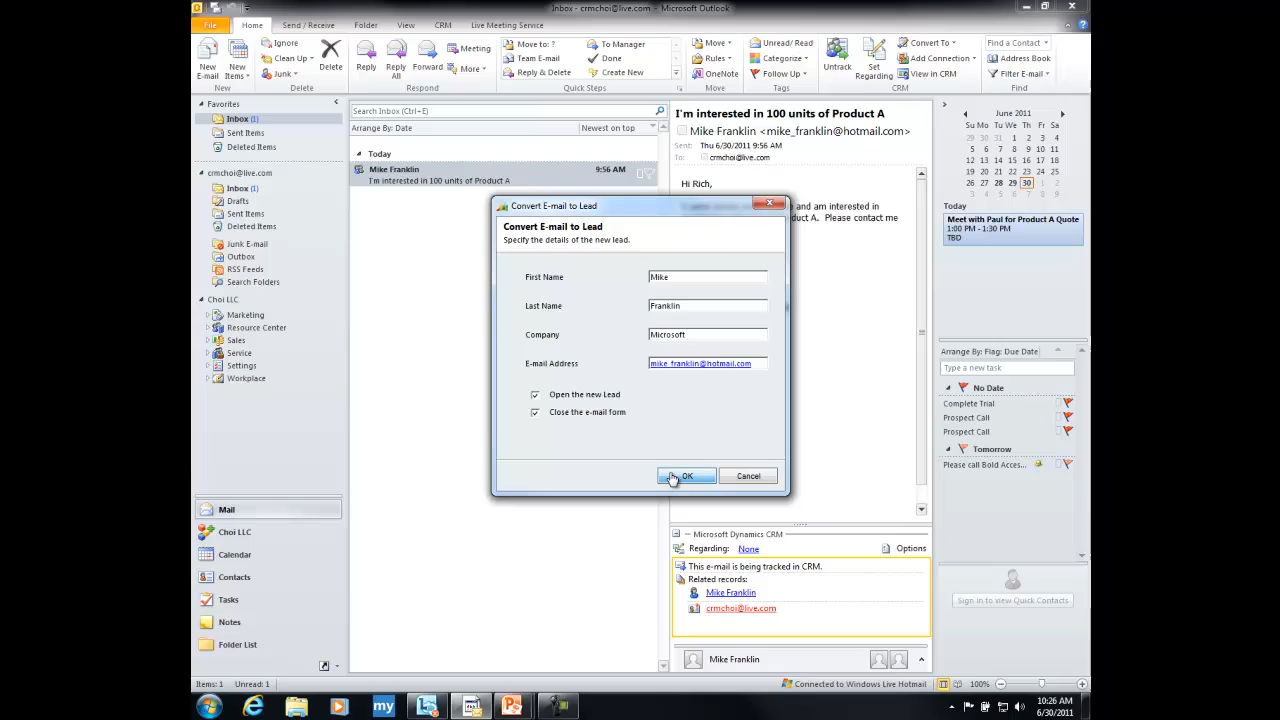 Inbox - crmchoi@live.com - Microsoft Outlook
File Home Send / Receive Folder View CRM Live Meeting Service
New E-mail
New Items
Ignore
Clean Up
Junk
Delete
Reply
Reply All
Forward
Meeting
More
Move to: ?
Team E-mail
Reply & Delete
To Manager
Done
Create New
Move
Rules
OneNote
Unread/ Read
Categorize
Follow Up
Untrack
Set Regarding
Convert To
Add Connection
View in CRM
Find a Contact
Address Book
Filter E-mail
New Delete Respond Quick Steps Move Tags CRM Find
Favorites
Inbox (1)
Sent Items
Deleted Items
crmchoi@live.com
Inbox (1)
Drafts
Sent Items
Deleted Items
Junk E-mail
Outbox
RSS Feeds
Search Folders
Choi LLC
Marketing
Resource Center
Sales
Service
Settings
Workplace
Mail
Choi LLC
Calendar
Contacts
Tasks
Notes
Folder List
Search Inbox (Ctrl+E)
Arrange By: Date Newest on top
Today
Mike Franklin 9:56 AM
I'm interested in 100 units of Product A
I'm interested in 100 units of Product A
Mike Franklin <mike_franklin@hotmail.com>
Sent: Thu 6/30/2011 9:56 AM
To: crmchoi@live.com
Hi Rich,
and am interested in
duct A. Please contact me
Convert E-mail to Lead
Convert E-mail to Lead
Specify the details of the new lead.
First Name Mike
Last Name Franklin
Company Microsoft
E-mail Address mike_franklin@hotmail.com
Open the new Lead
Close the e-mail form
OK Cancel
Microsoft Dynamics CRM
Regarding: None Options
This e-mail is being tracked in CRM.
Related records:
Mike Franklin
crmchoi@live.com
Mike Franklin
June 2011
Su Mo Tu We Th Fr Sa
29 30 31 1 2 3 4
5 6 7 8 9 10 11
12 13 14 15 16 17 18
19 20 21 22 23 24 25
26 27 28 29 30 1 2
3 4 5 6 7 8 9
Today
Meet with Paul for Product A Quote
1:00 PM - 1:30 PM
TBD
Arrange By: Flag: Due Date
Type a new task
No Date
Complete Trial
Prospect Call
Prospect Call
Tomorrow
Please call Bold Acces...
Sign in to view Quick Contacts
Items: 1 Unread: 1 Connected to Windows Live Hotmail 100%
my
10:26 AM
6/30/2011